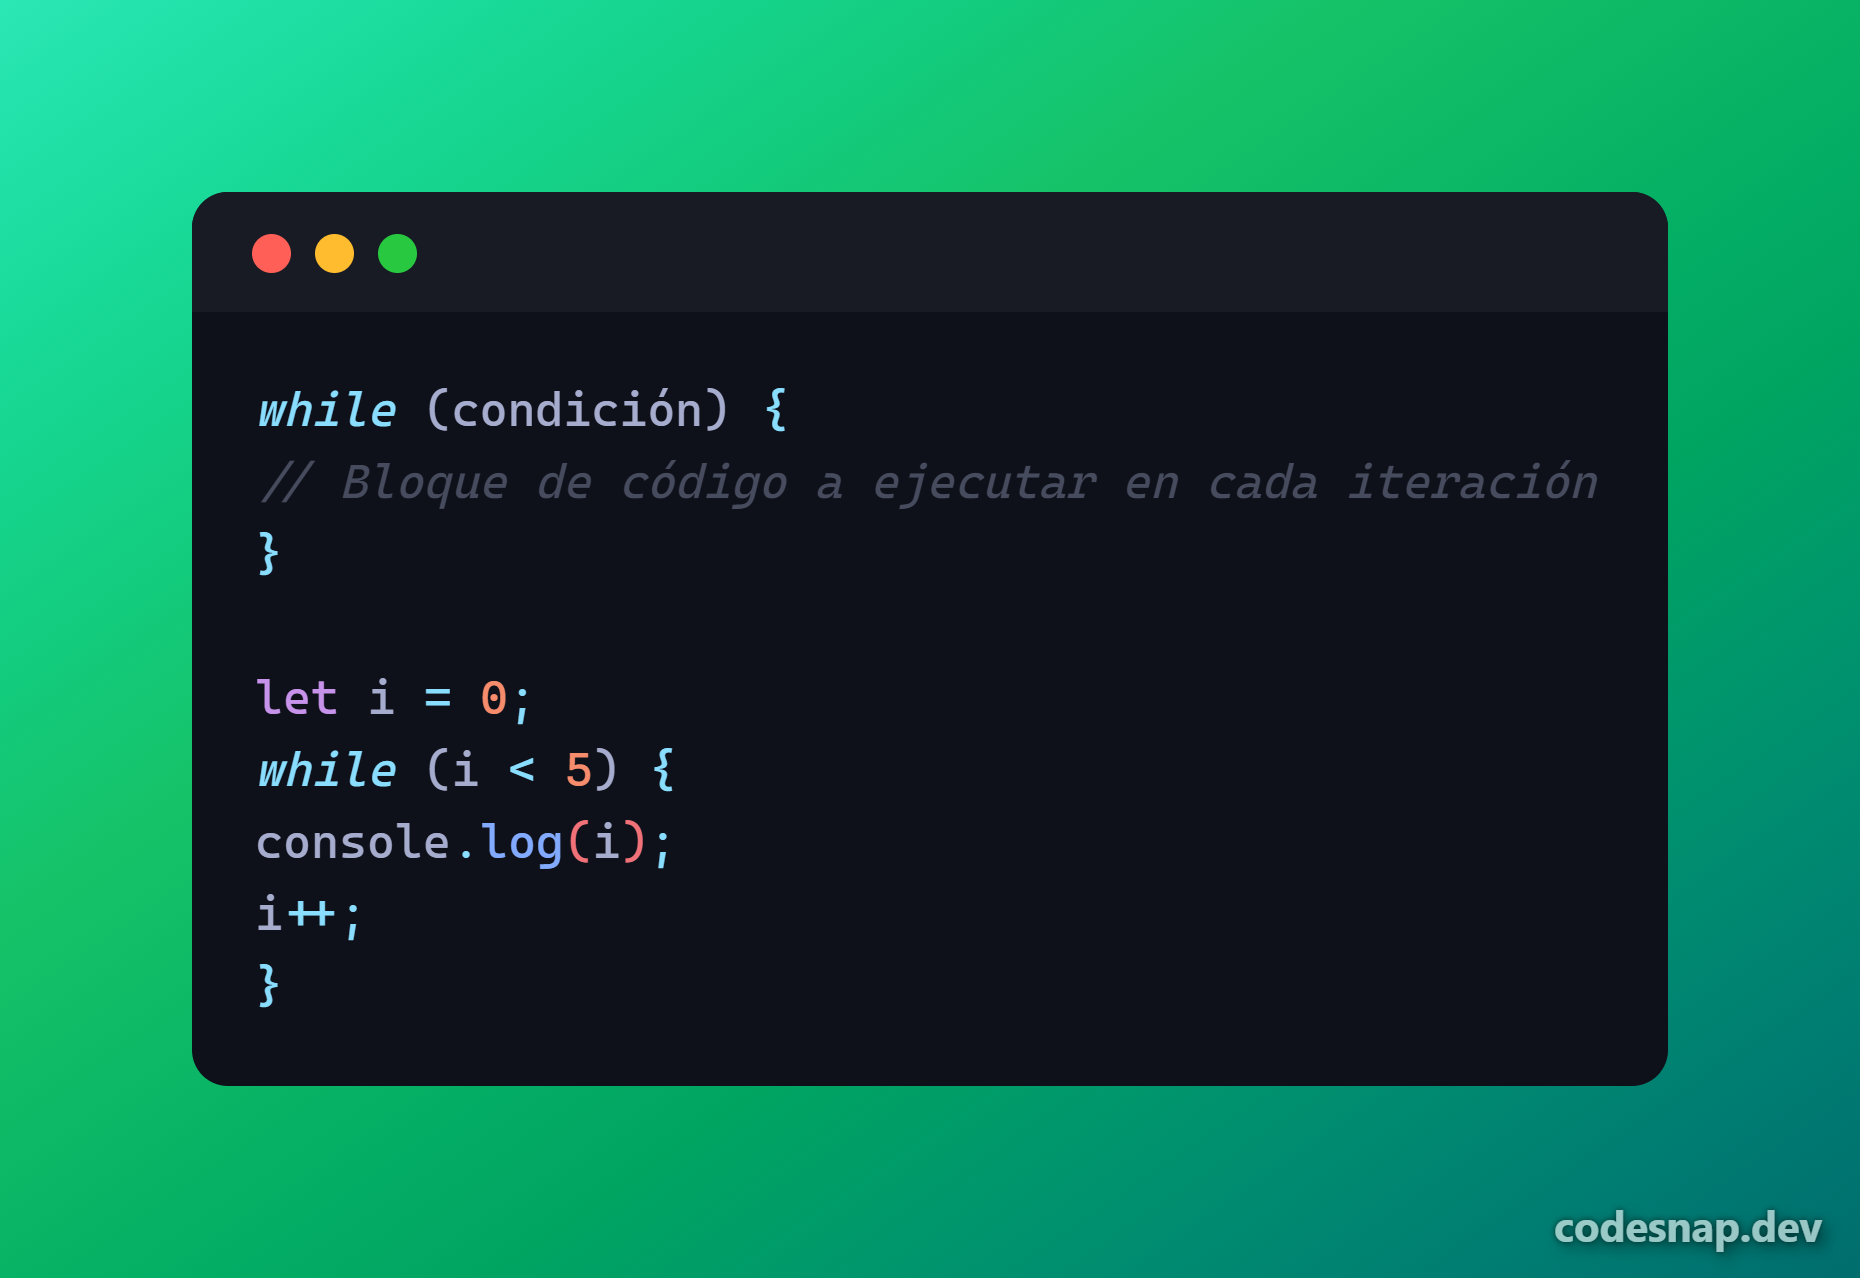 while (condición) {
// Bloque de código a ejecutar en cada iteración
}
let i = 0;
while (i < 5) {
console.log(i);
i++;
}
codesnap.dev